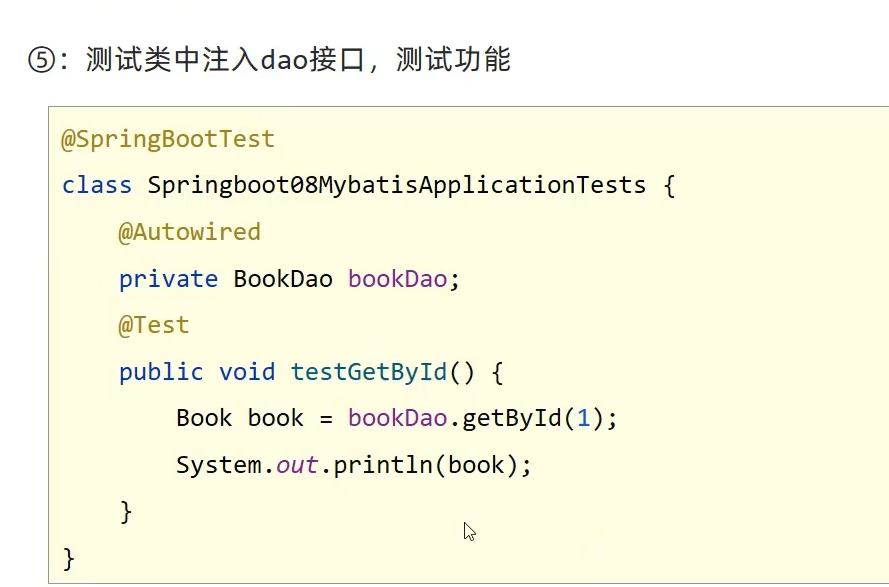 ⑤：测试类中注入dao接口，测试功能
@SpringBootTest
class Springboot08MybatisApplicationTests {
    @Autowired
    private BookDao bookDao;
    @Test
    public void testGetById() {
        Book book = bookDao.getById(1);
        System.out.println(book);
    }
}